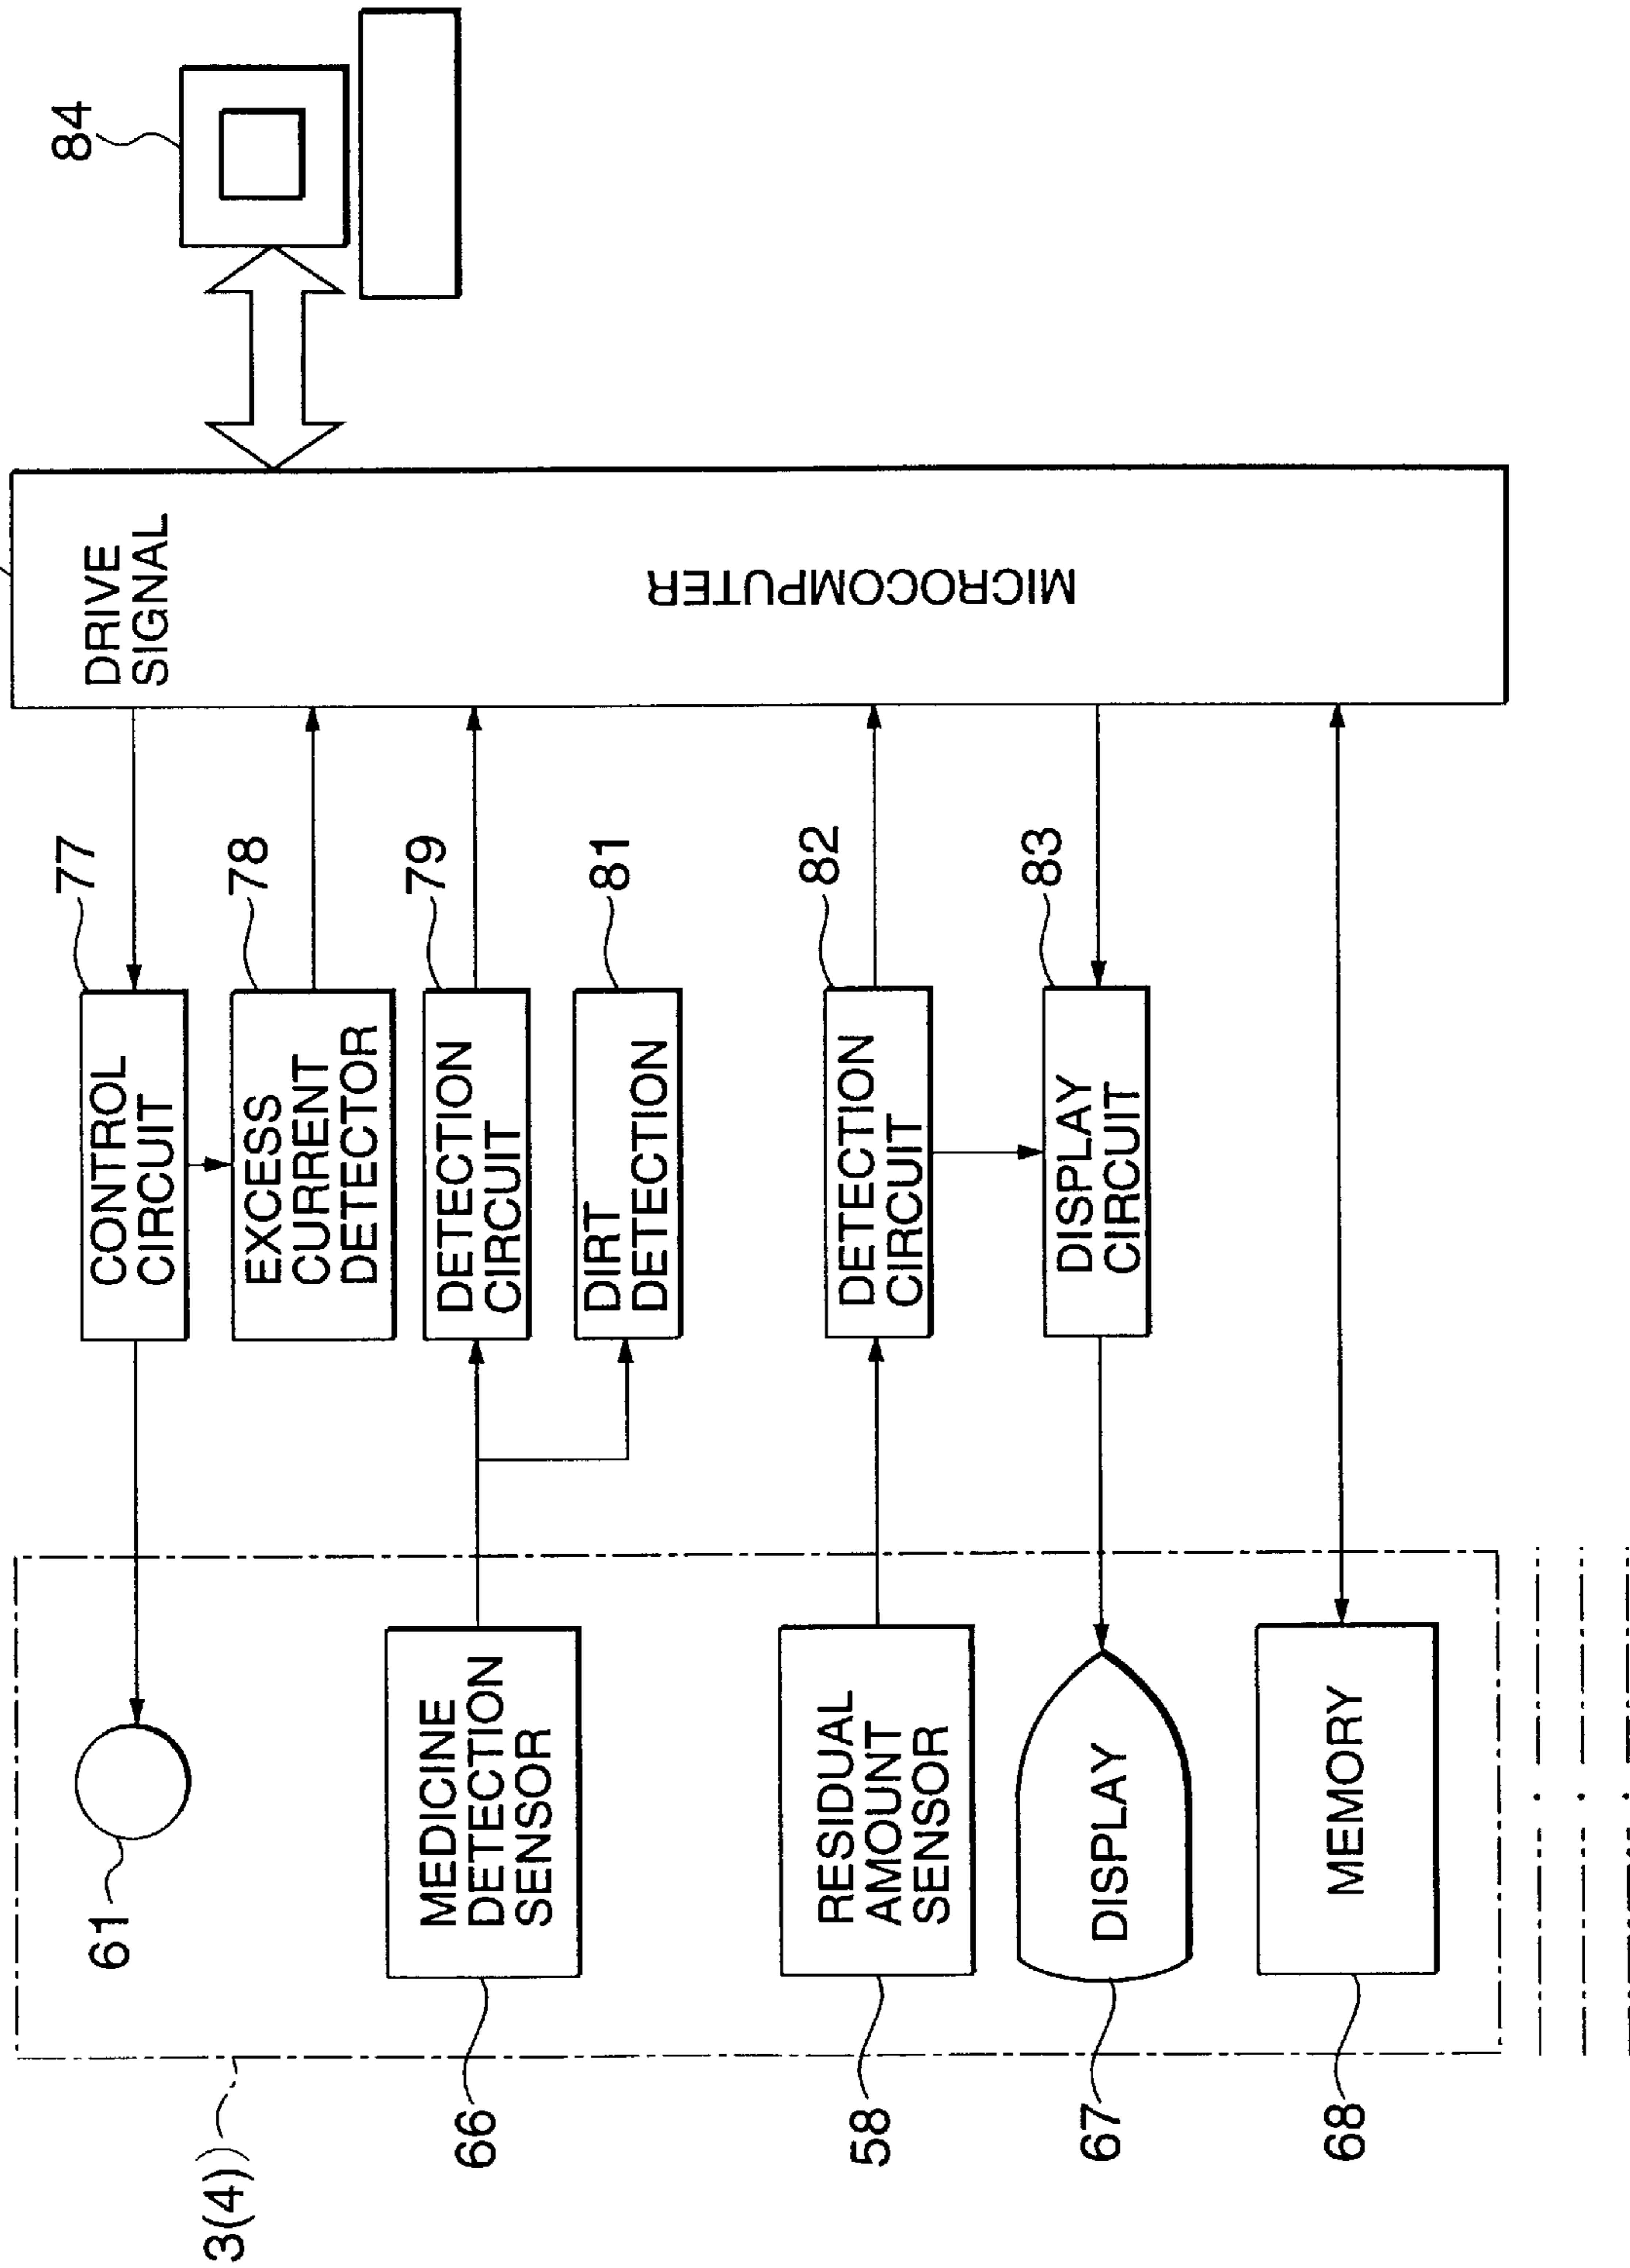 3(4)
61
66
MEDICINE
DETECTION
SENSOR
58
RESIDUAL
AMOUNT
SENSOR
67
DISPLAY
68
MEMORY
77
CONTROL
CIRCUIT
78
EXCESS
CURRENT
DETECTOR
79
DETECTION
CIRCUIT
81
DIRT
DETECTION
82
DETECTION
CIRCUIT
83
DISPLAY
CIRCUIT
DRIVE
SIGNAL
MICROCOMPUTER
84